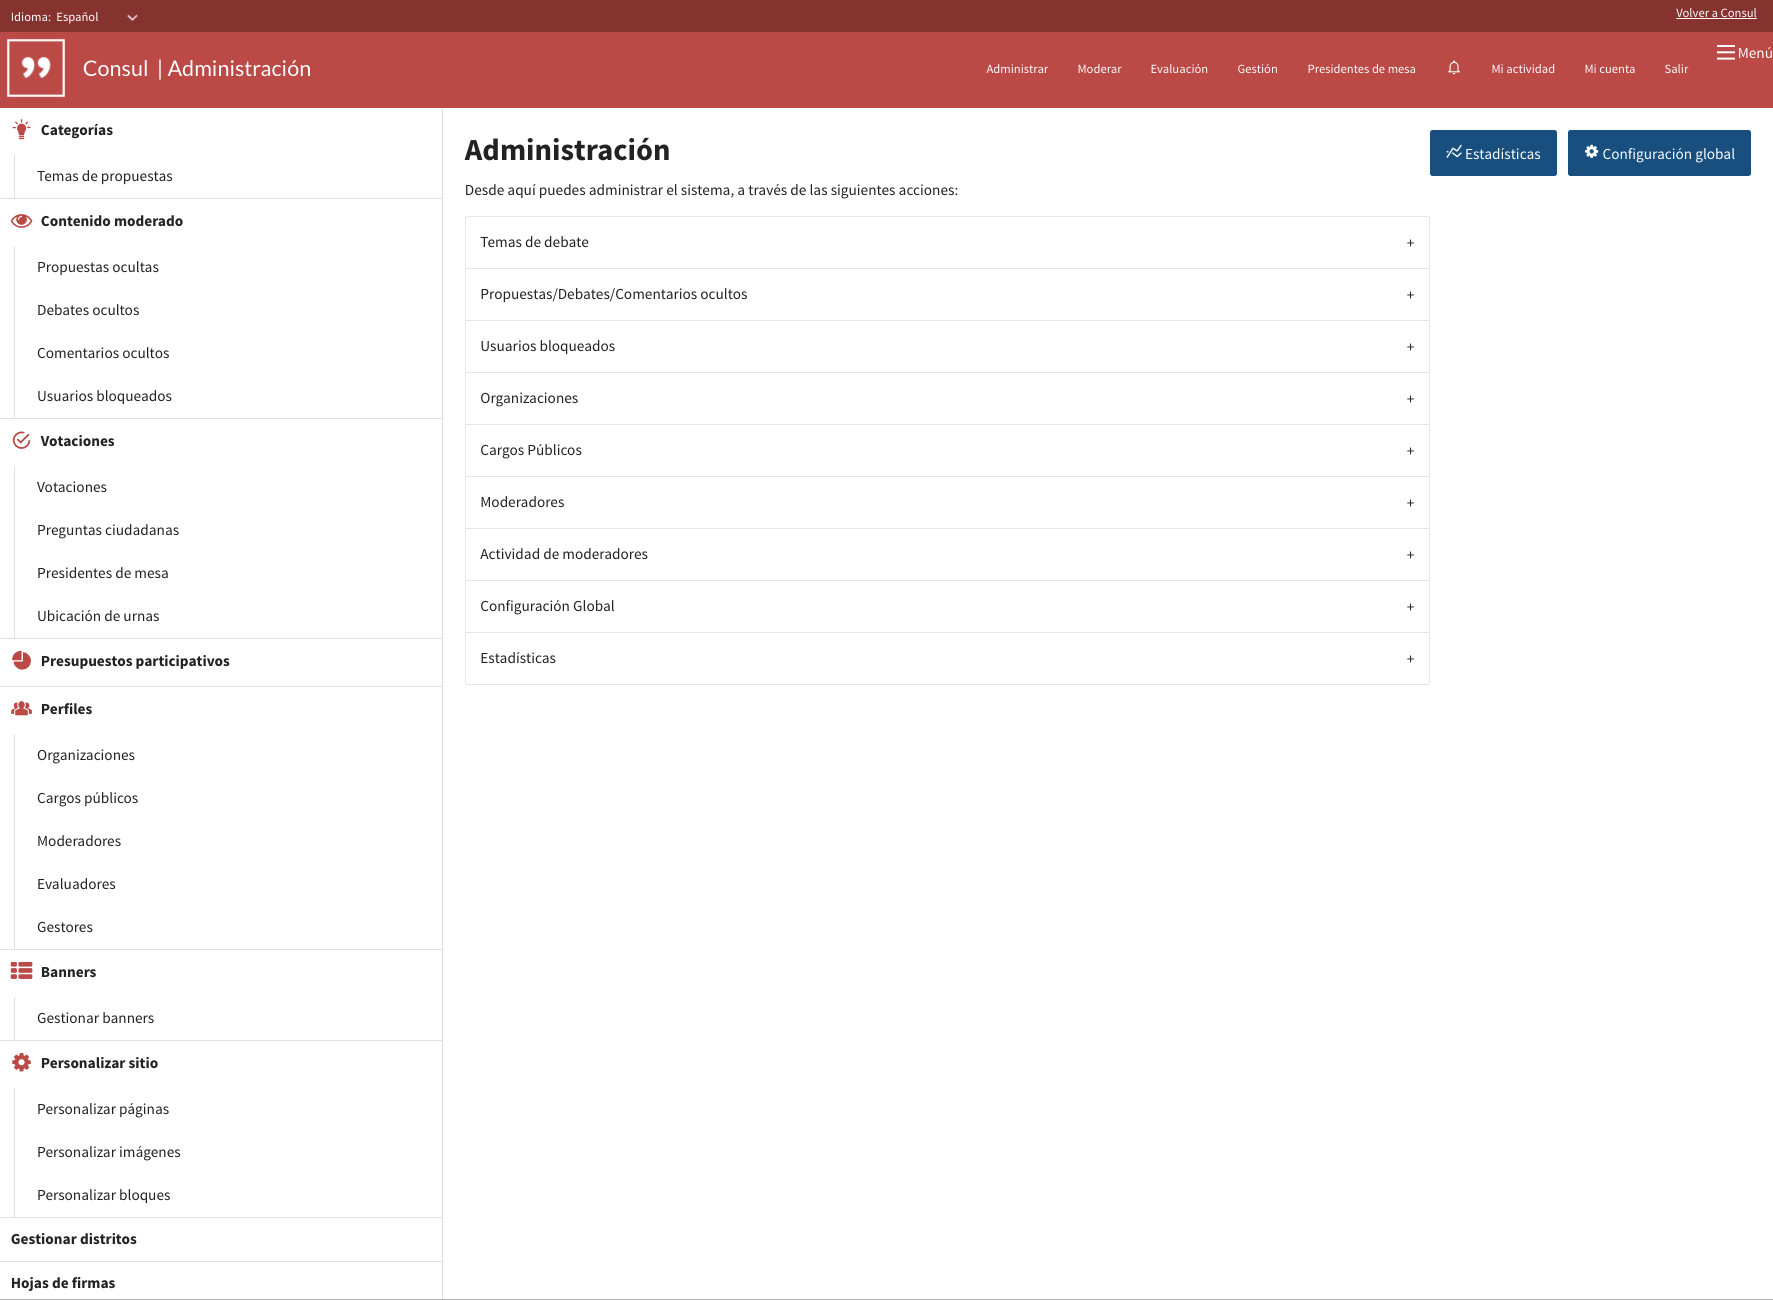 Idioma: Español
Volver a Consul
Consul | Administración
Administrar
Moderar
Evaluación
Gestión
Presidentes de mesa
Mi actividad
Mi cuenta
Salir
Menú
Categorías
Temas de propuestas
Contenido moderado
Propuestas ocultas
Debates ocultos
Comentarios ocultos
Usuarios bloqueados
Votaciones
Votaciones
Preguntas ciudadanas
Presidentes de mesa
Ubicación de urnas
Presupuestos participativos
Perfiles
Organizaciones
Cargos públicos
Moderadores
Evaluadores
Gestores
Banners
Gestionar banners
Personalizar sitio
Personalizar páginas
Personalizar imágenes
Personalizar bloques
Gestionar distritos
Hojas de firmas
Administración
Estadísticas
Configuración global
Desde aquí puedes administrar el sistema, a través de las siguientes acciones:
Temas de debate +
Propuestas/Debates/Comentarios ocultos +
Usuarios bloqueados +
Organizaciones +
Cargos Públicos +
Moderadores +
Actividad de moderadores +
Configuración Global +
Estadísticas +